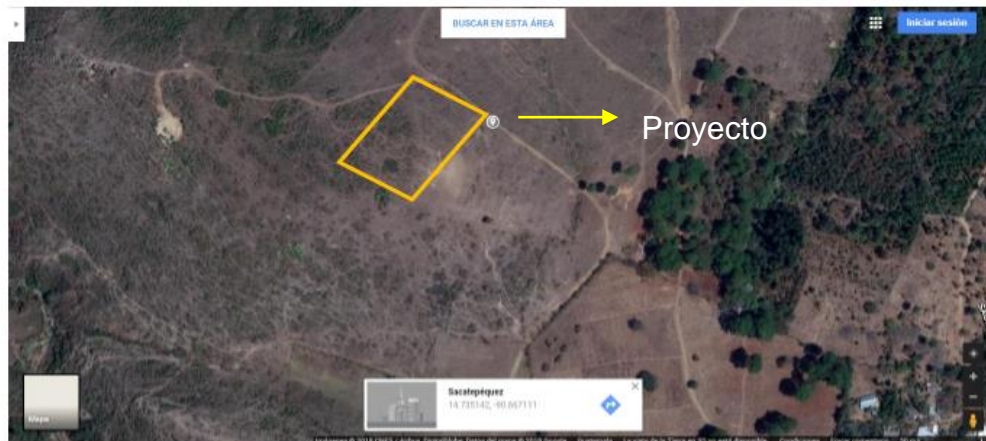 BUSCAR EN ESTA ÁREA
Iniciar sesión
Proyecto
Sacatepéquez
14.735142, -90.667111
Mapa